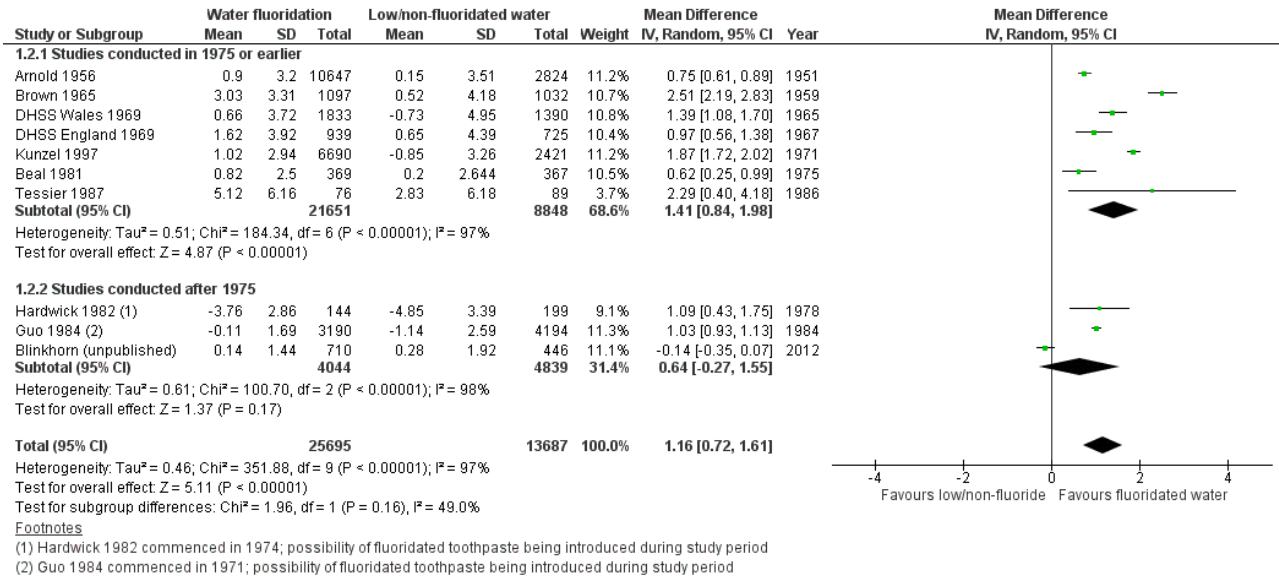 Water fluoridation Low/non-fluoridated water Mean Difference Mean Difference
Study or Subgroup Mean SD Total Mean SD Total Weight IV, Random, 95% CI Year IV, Random, 95% CI
1.2.1 Studies conducted in 1975 or earlier
Arnold 1956 0.9 3.2 10647 0.15 3.51 2824 11.2% 0.75 [0.61, 0.89] 1951
Brown 1965 3.03 3.31 1097 0.52 4.18 1032 10.7% 2.51 [2.19, 2.83] 1959
DHSS Wales 1969 0.66 3.72 1833 -0.73 4.95 1390 10.8% 1.39 [1.08, 1.70] 1965
DHSS England 1969 1.62 3.92 939 0.65 4.39 725 10.4% 0.97 [0.56, 1.38] 1967
Kunzel 1997 1.02 2.94 6690 -0.85 3.26 2421 11.2% 1.87 [1.72, 2.02] 1971
Beal 1981 0.82 2.5 369 0.2 2.644 367 10.5% 0.62 [0.25, 0.99] 1975
Tessier 1987 5.12 6.16 76 2.83 6.18 89 3.7% 2.29 [0.40, 4.18] 1986
Subtotal (95% CI) 21651 8848 68.6% 1.41 [0.84, 1.98]
Heterogeneity: Tau² = 0.51; Chi² = 184.34, df = 6 (P < 0.00001); I² = 97%
Test for overall effect: Z = 4.87 (P < 0.00001)
1.2.2 Studies conducted after 1975
Hardwick 1982 (1) -3.76 2.86 144 -4.85 3.39 199 9.1% 1.09 [0.43, 1.75] 1978
Guo 1984 (2) -0.11 1.69 3190 -1.14 2.59 4194 11.3% 1.03 [0.93, 1.13] 1984
Blinkhorn (unpublished) 0.14 1.44 710 0.28 1.92 446 11.1% -0.14 [-0.35, 0.07] 2012
Subtotal (95% CI) 4044 4839 31.4% 0.64 [-0.27, 1.55]
Heterogeneity: Tau² = 0.61; Chi² = 100.70, df = 2 (P < 0.00001); I² = 98%
Test for overall effect: Z = 1.37 (P = 0.17)
Total (95% CI) 25695 13687 100.0% 1.16 [0.72, 1.61]
Heterogeneity: Tau² = 0.46; Chi² = 351.88, df = 9 (P < 0.00001); I² = 97%
Test for overall effect: Z = 5.11 (P < 0.00001)
Test for subgroup differences: Chi² = 1.96, df = 1 (P = 0.16), I² = 49.0%
-4 -2 0 2 4
Favours low/non-fluoride Favours fluoridated water
Footnotes
(1) Hardwick 1982 commenced in 1974; possibility of fluoridated toothpaste being introduced during study period
(2) Guo 1984 commenced in 1971; possibility of fluoridated toothpaste being introduced during study period